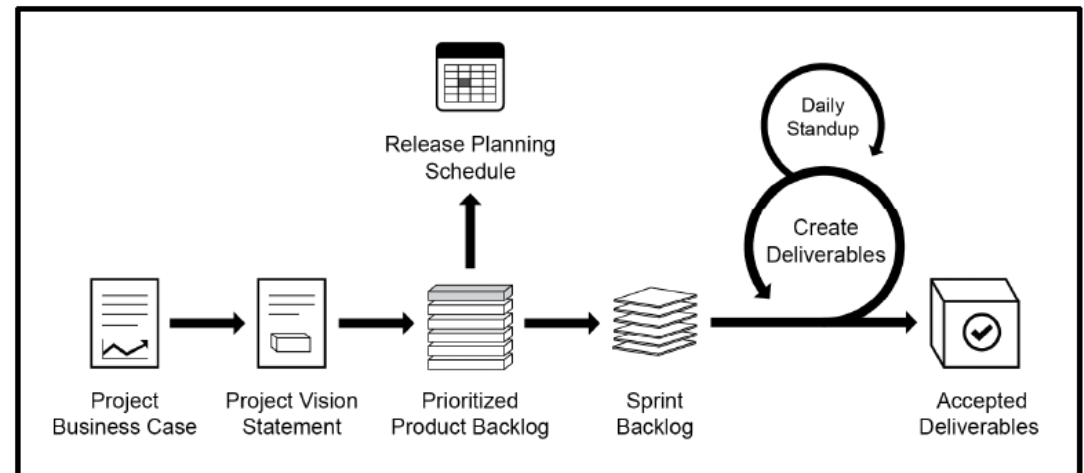 Release Planning
Schedule
Daily
Standup
Create
Deliverables
Project
Business Case
Project Vision
Statement
Prioritized
Product Backlog
Sprint
Backlog
Accepted
Deliverables